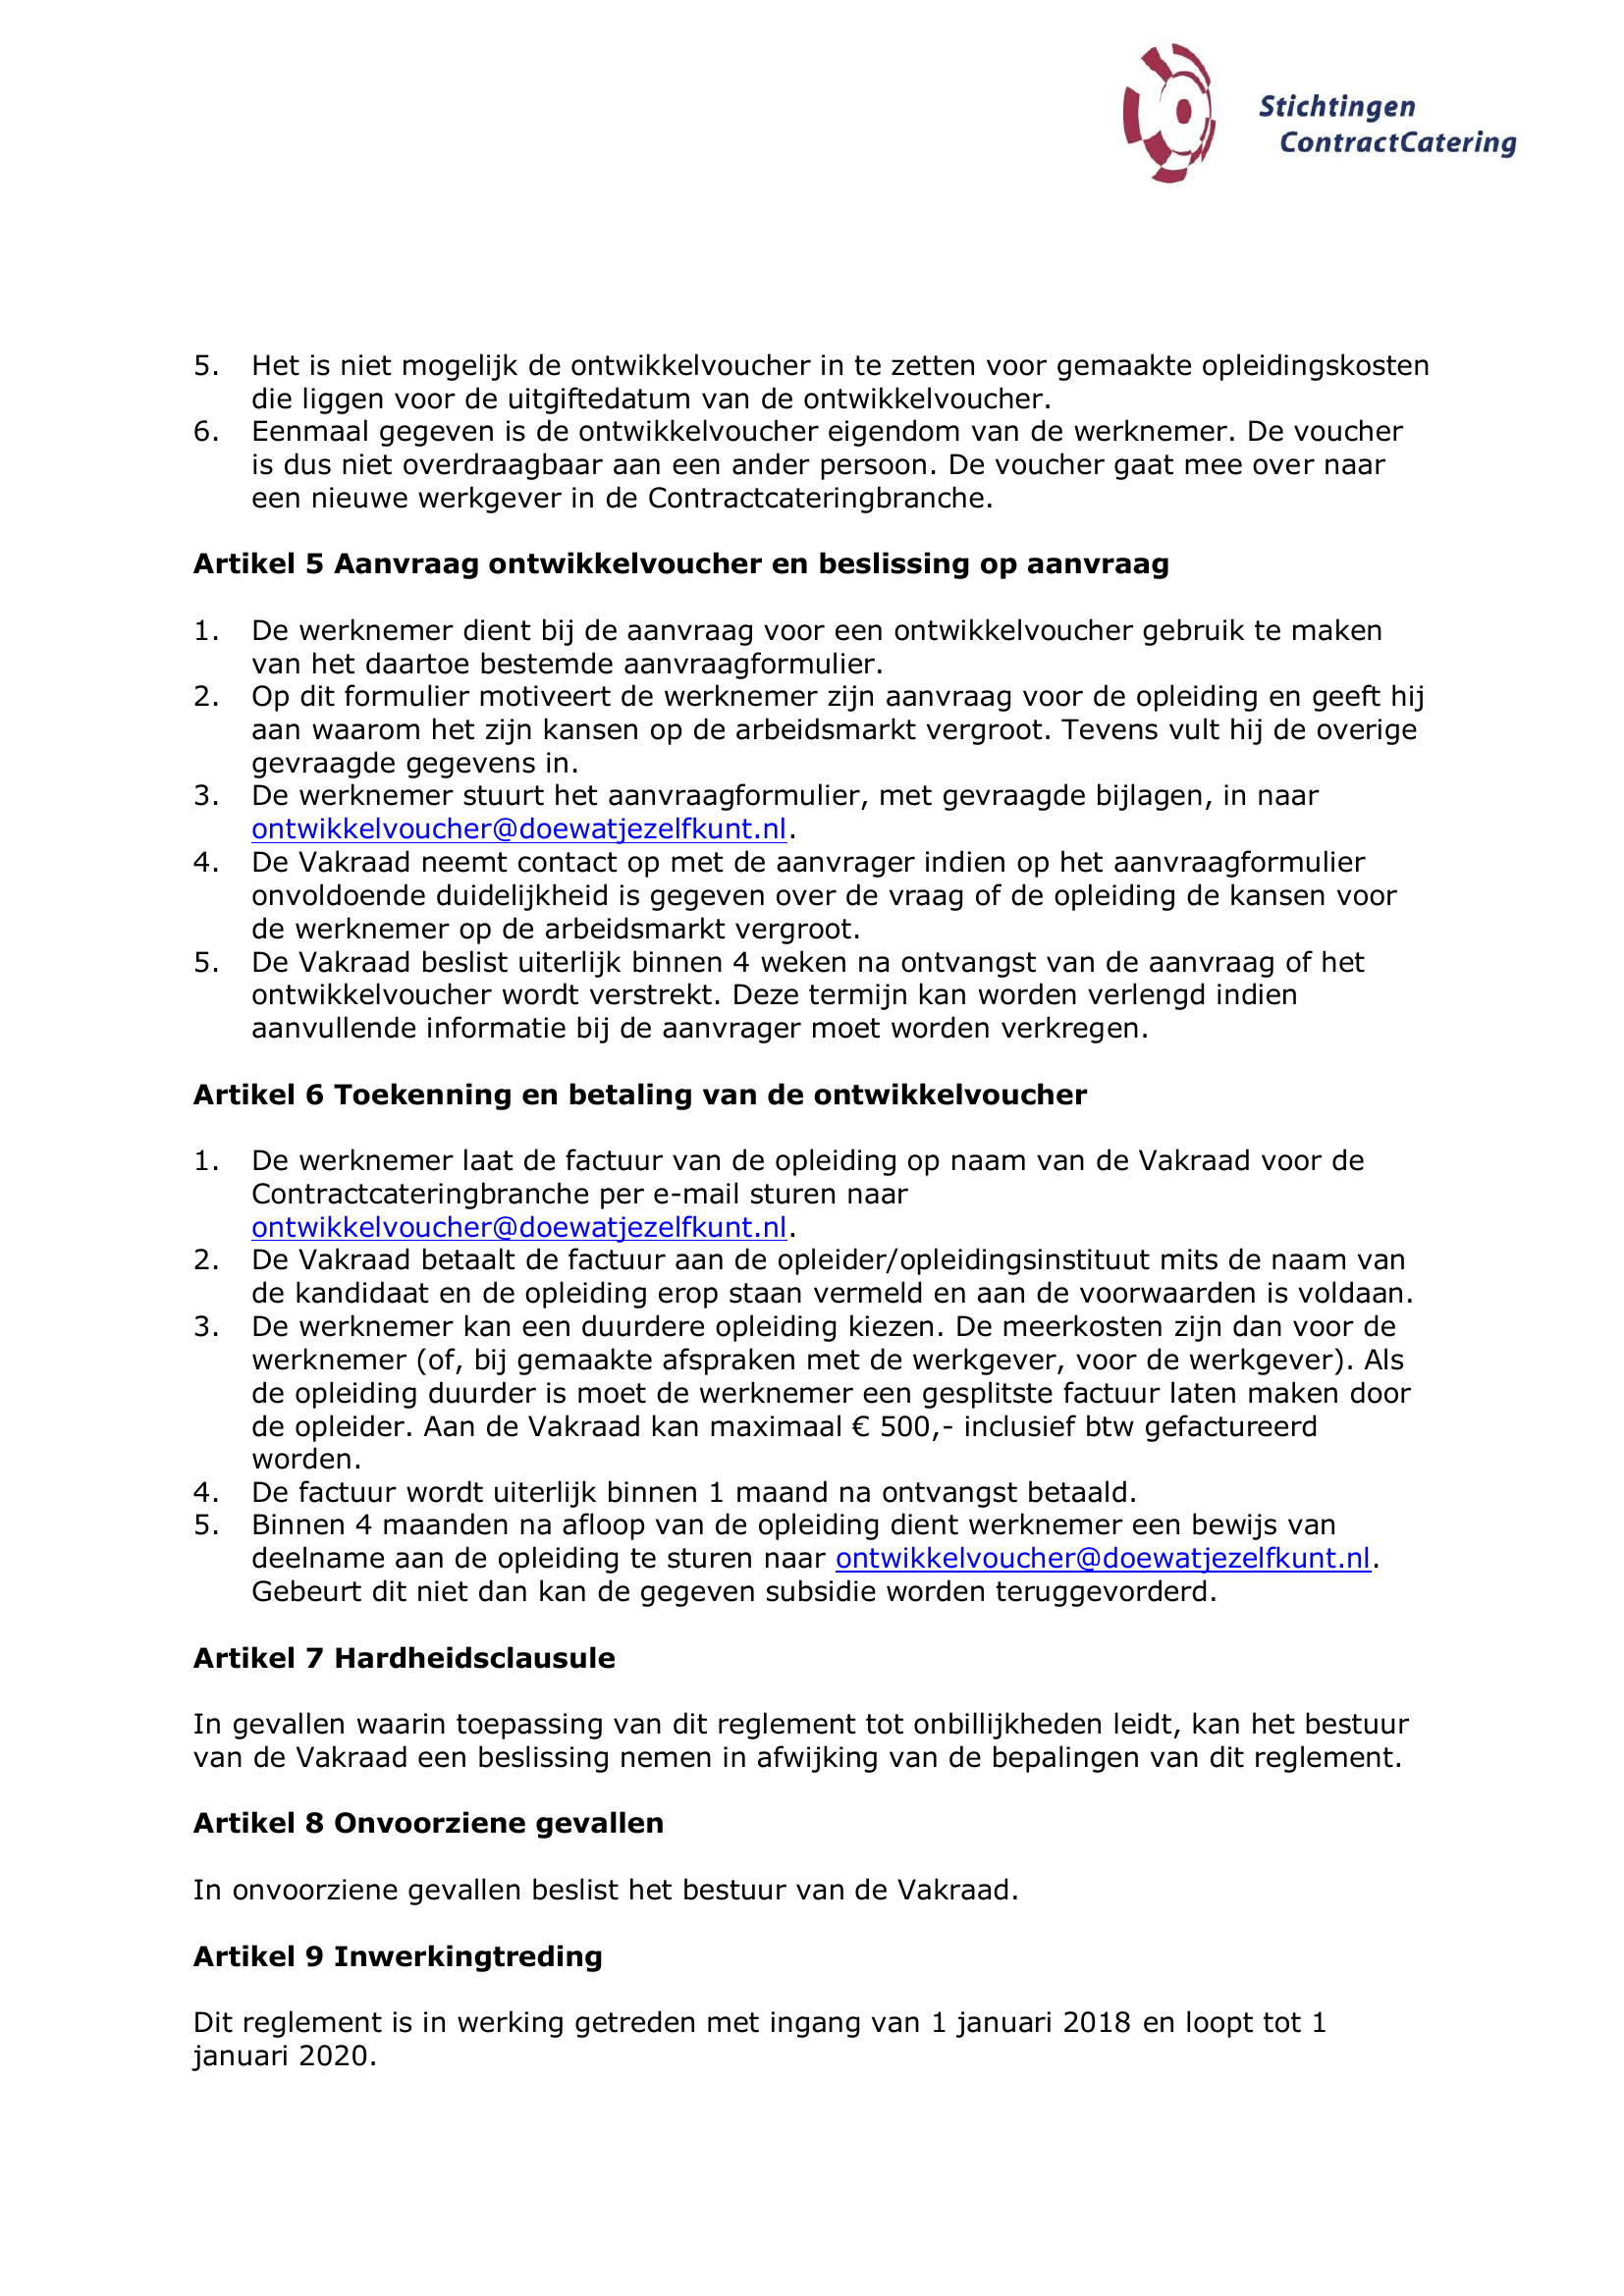 Stichtingen
ContractCatering
5. Het is niet mogelijk de ontwikkelvoucher in te zetten voor gemaakte opleidingskosten
die liggen voor de uitgiftedatum van de ontwikkelvoucher.
6. Eenmaal gegeven is de ontwikkelvoucher eigendom van de werknemer. De voucher
is dus niet overdraagbaar aan een ander persoon. De voucher gaat mee over naar
een nieuwe werkgever in de Contractcateringbranche.
Artikel 5 Aanvraag ontwikkelvoucher en beslissing op aanvraag
1. De werknemer dient bij de aanvraag voor een ontwikkelvoucher gebruik te maken
van het daartoe bestemde aanvraagformulier.
2. Op dit formulier motiveert de werknemer zijn aanvraag voor de opleiding en geeft hij
aan waarom het zijn kansen op de arbeidsmarkt vergroot. Tevens vult hij de overige
gevraagde gegevens in.
3. De werknemer stuurt het aanvraagformulier, met gevraagde bijlagen, in naar
ontwikkelvoucher@doewatjezelfkunt.nl.
4. De Vakraad neemt contact op met de aanvrager indien op het aanvraagformulier
onvoldoende duidelijkheid is gegeven over de vraag of de opleiding de kansen voor
de werknemer op de arbeidsmarkt vergroot.
5. De Vakraad beslist uiterlijk binnen 4 weken na ontvangst van de aanvraag of het
ontwikkelvoucher wordt verstrekt. Deze termijn kan worden verlengd indien
aanvullende informatie bij de aanvrager moet worden verkregen.
Artikel 6 Toekenning en betaling van de ontwikkelvoucher
1. De werknemer laat de factuur van de opleiding op naam van de Vakraad voor de
Contractcateringbranche per e-mail sturen naar
ontwikkelvoucher@doewatjezelfkunt.nl.
2. De Vakraad betaalt de factuur aan de opleider/opleidingsinstituut mits de naam van
de kandidaat en de opleiding erop staan vermeld en aan de voorwaarden is voldaan.
3. De werknemer kan een duurdere opleiding kiezen. De meerkosten zijn dan voor de
werknemer (of, bij gemaakte afspraken met de werkgever, voor de werkgever). Als
de opleiding duurder is moet de werknemer een gesplitste factuur laten maken door
de opleider. Aan de Vakraad kan maximaal € 500,- inclusief btw gefactureerd
worden.
4. De factuur wordt uiterlijk binnen 1 maand na ontvangst betaald.
5. Binnen 4 maanden na afloop van de opleiding dient werknemer een bewijs van
deelname aan de opleiding te sturen naar ontwikkelvoucher@doewatjezelfkunt.nl.
Gebeurt dit niet dan kan de gegeven subsidie worden teruggevorderd.
Artikel 7 Hardheidsclausule
In gevallen waarin toepassing van dit reglement tot onbillijkheden leidt, kan het bestuur
van de Vakraad een beslissing nemen in afwijking van de bepalingen van dit reglement.
Artikel 8 Onvoorziene gevallen
In onvoorziene gevallen beslist het bestuur van de Vakraad.
Artikel 9 Inwerkingtreding
Dit reglement is in werking getreden met ingang van 1 januari 2018 en loopt tot 1
januari 2020.